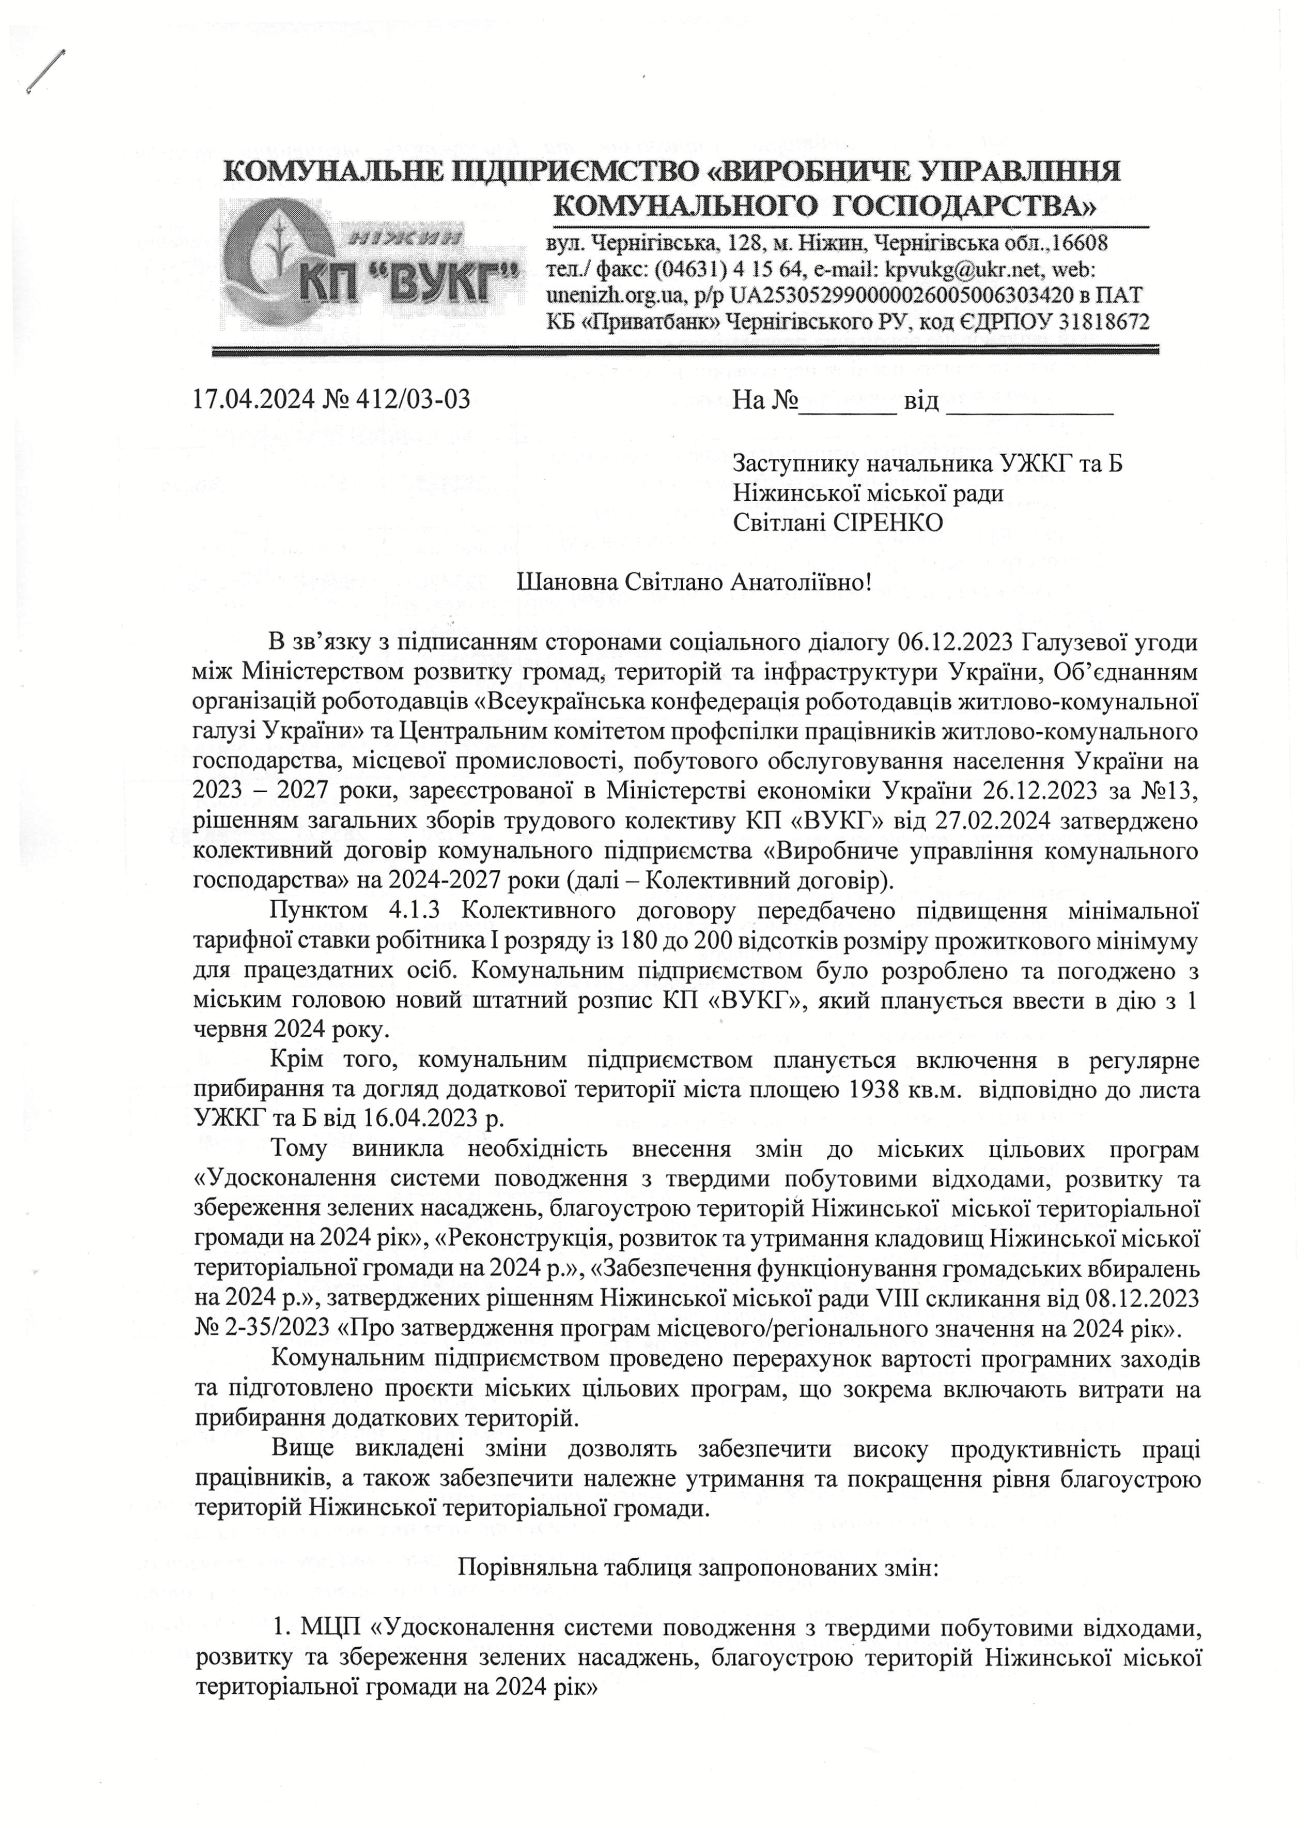 КОМУНАЛЬНЕ ПІДПРИЄМСТВО «ВИРОБНИЧЕ УПРАВЛІННЯ
КОМУНАЛЬНОГО ГОСПОДАРСТВА»
НІЖИН
КП “ВУКГ”
вул. Чернігівська, 128, м. Ніжин, Чернігівська обл.,16608
тел./ факс: (04631) 4 15 64, e-mail: kpvukg@ukr.net, web:
unenizh.org.ua, р/р UA253052990000026005006303420 в ПАТ
КБ «Приватбанк» Чернігівського РУ, код ЄДРПОУ 31818672
17.04.2024 № 412/03-03
На №_______ від ____________
Заступнику начальника УЖКГ та Б
Ніжинської міської ради
Світлані СІРЕНКО
Шановна Світлано Анатоліївно!
В зв’язку з підписанням сторонами соціального діалогу 06.12.2023 Галузевої угоди
між Міністерством розвитку громад, територій та інфраструктури України, Об’єднанням
організацій роботодавців «Всеукраїнська конфедерація роботодавців житлово-комунальної
галузі України» та Центральним комітетом профспілки працівників житлово-комунального
господарства, місцевої промисловості, побутового обслуговування населення України на
2023 – 2027 роки, зареєстрованої в Міністерстві економіки України 26.12.2023 за №13,
рішенням загальних зборів трудового колективу КП «ВУКГ» від 27.02.2024 затверджено
колективний договір комунального підприємства «Виробниче управління комунального
господарства» на 2024-2027 роки (далі – Колективний договір).
Пунктом 4.1.3 Колективного договору передбачено підвищення мінімальної
тарифної ставки робітника І розряду із 180 до 200 відсотків розміру прожиткового мінімуму
для працездатних осіб. Комунальним підприємством було розроблено та погоджено з
міським головою новий штатний розпис КП «ВУКГ», який планується ввести в дію з 1
червня 2024 року.
Крім того, комунальним підприємством планується включення в регулярне
прибирання та догляд додаткової території міста площею 1938 кв.м. відповідно до листа
УЖКГ та Б від 16.04.2023 р.
Тому виникла необхідність внесення змін до міських цільових програм
«Удосконалення системи поводження з твердими побутовими відходами, розвитку та
збереження зелених насаджень, благоустрою територій Ніжинської міської територіальної
громади на 2024 рік», «Реконструкція, розвиток та утримання кладовищ Ніжинської міської
територіальної громади на 2024 р.», «Забезпечення функціонування громадських вбиралень
на 2024 р.», затверджених рішенням Ніжинської міської ради VIII скликання від 08.12.2023
№ 2-35/2023 «Про затвердження програм місцевого/регіонального значення на 2024 рік».
Комунальним підприємством проведено перерахунок вартості програмних заходів
та підготовлено проєкти міських цільових програм, що зокрема включають витрати на
прибирання додаткових територій.
Вище викладені зміни дозволять забезпечити високу продуктивність праці
працівників, а також забезпечити належне утримання та покращення рівня благоустрою
територій Ніжинської територіальної громади.
Порівняльна таблиця запропонованих змін:
1. МЦП «Удосконалення системи поводження з твердими побутовими відходами,
розвитку та збереження зелених насаджень, благоустрою територій Ніжинської міської
територіальної громади на 2024 рік»